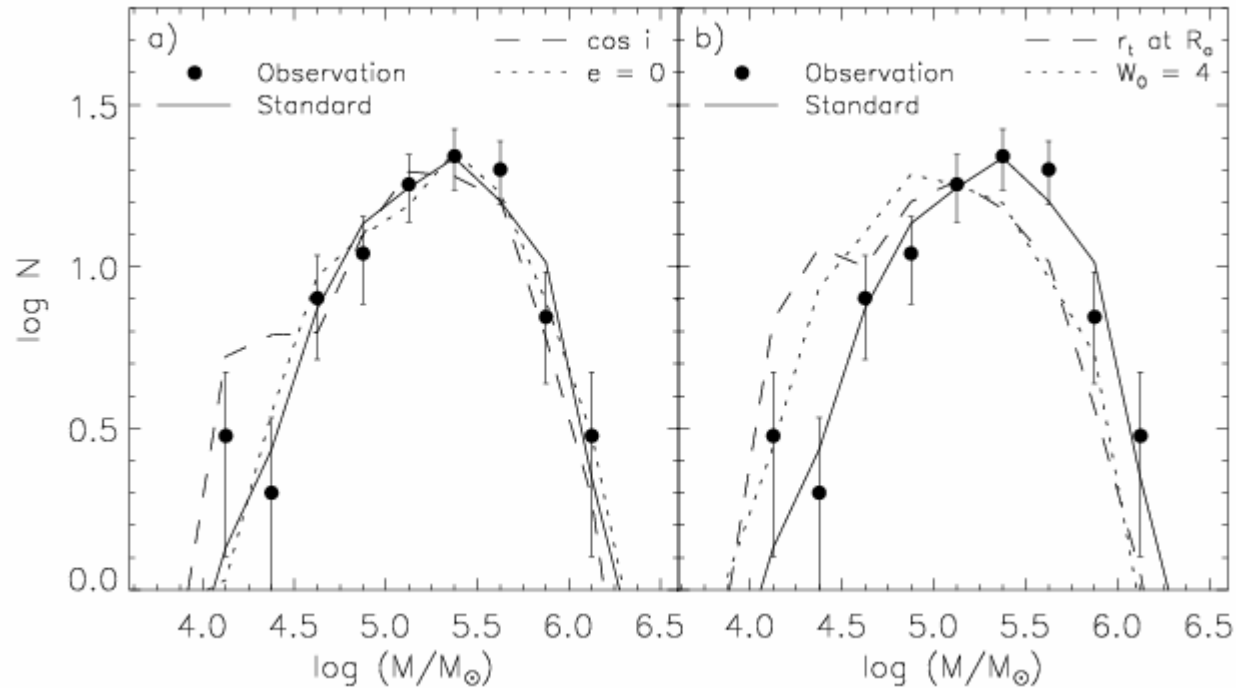 a)
cos i
Observation
e = 0
Standard
b)
r_t at R_a
Observation
W_0 = 4
Standard
log N
1.5
1.0
0.5
0.0
4.0 4.5 5.0 5.5 6.0 6.5
4.0 4.5 5.0 5.5 6.0 6.5
log (M/M☉)
log (M/M☉)